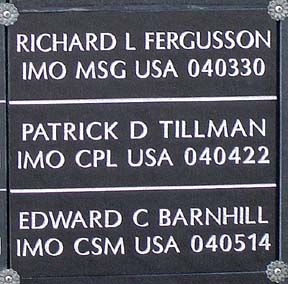 RICHARD L FERGUSSON
IMO MSG USA 040330
PATRICK D TILLMAN
IMO CPL USA 040422
EDWARD C BARNHILL
IMO CSM USA 040514